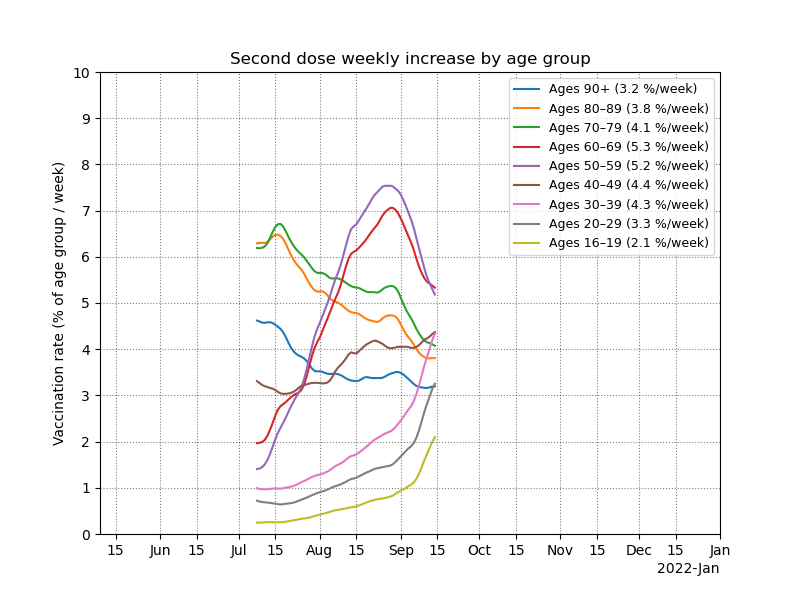 Second dose weekly increase by age group
Vaccination rate (% of age group / week)
10
9
8
7
6
5
4
3
2
1
0
Ages 90+ (3.2 %/week)
Ages 80–89 (3.8 %/week)
Ages 70–79 (4.1 %/week)
Ages 60–69 (5.3 %/week)
Ages 50–59 (5.2 %/week)
Ages 40–49 (4.4 %/week)
Ages 30–39 (4.3 %/week)
Ages 20–29 (3.3 %/week)
Ages 16–19 (2.1 %/week)
15 Jun 15 Jul 15 Aug 15 Sep 15 Oct 15 Nov 15 Dec 15 Jan
2022-Jan